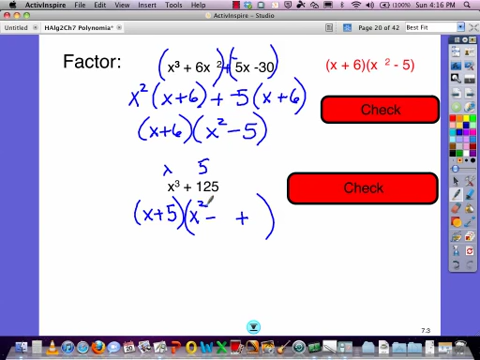 ActivInspire File Edit View Insert Tools Help
Sun 4:16 PM
ActivInspire - Studio
Untitled HAlg2Ch7 Polynomia*
Page 20 of 42 Best Fit
Factor: (x³ + 6x²)+(-5x -30) (x + 6)(x ² - 5)
x²(x+6) + -5(x+6)
Check
(x+6)(x²-5)
x 5
x³ + 125
Check
(x+5)(x²- + )
7.3